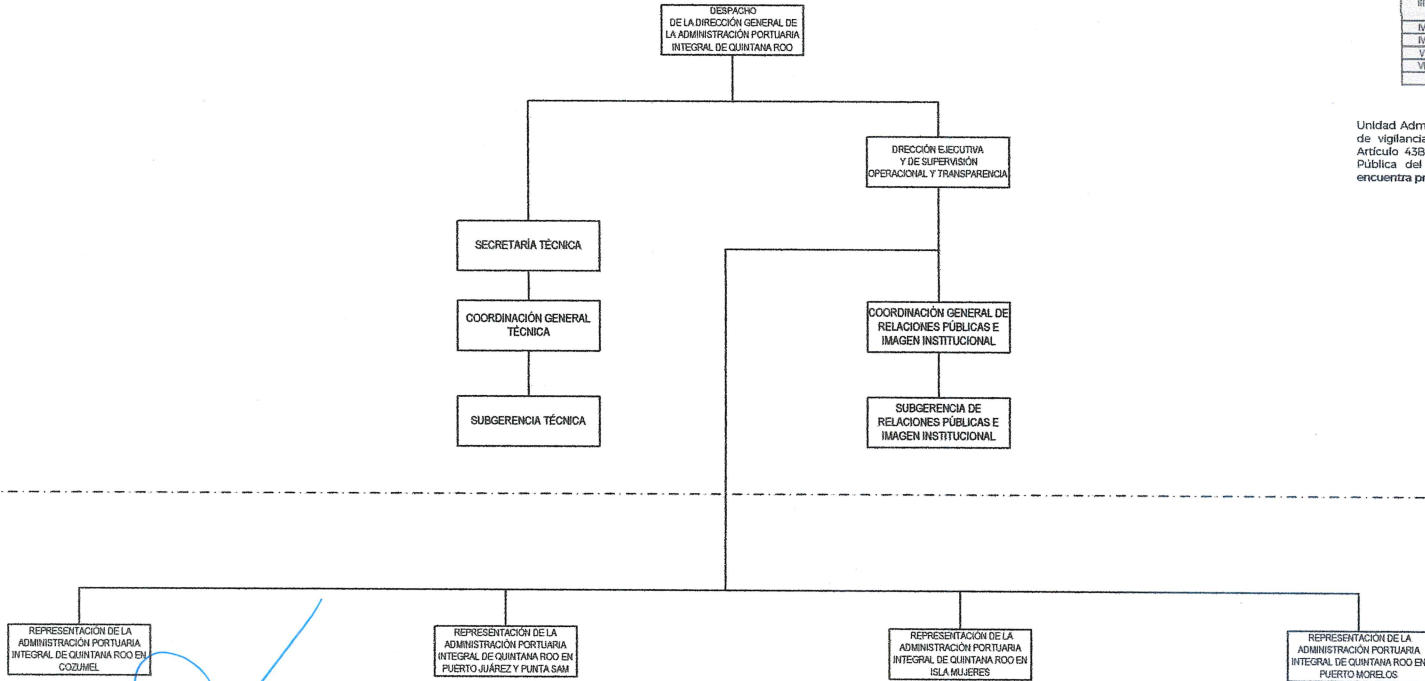 DESPACHO
DE LA DIRECCIÓN GENERAL DE
LA ADMINISTRACIÓN PORTUARIA
INTEGRAL DE QUINTANA ROO
Unidad Adm
de vigilancia
Artículo 43B
Pública del
encuentra pr
DRECCIÓN EJECUTIVA
Y DE SUPERVISIÓN
OPERACIONAL Y TRANSPARENCIA
SECRETARÍA TÉCNICA
COORDINACIÓN GENERAL
TÉCNICA
COORDINACIÓN GENERAL DE
RELACIONES PÚBLICAS E
IMAGEN INSTITUCIONAL
SUBGERENCIA TÉCNICA
SUBGERENCIA DE
RELACIONES PÚBLICAS E
IMAGEN INSTITUCIONAL
REPRESENTACIÓN DE LA
ADMINISTRACIÓN PORTUARIA
INTEGRAL DE QUINTANA ROO EN
COZUMEL
REPRESENTACIÓN DE LA
ADMINISTRACIÓN PORTUARIA
INTEGRAL DE QUINTANA ROO EN
PUERTO JUÁREZ Y PUNTA SAM
REPRESENTACIÓN DE LA
ADMINISTRACIÓN PORTUARIA
INTEGRAL DE QUINTANA ROO EN
ISLA MUJERES
REPRESENTACIÓN DE LA
ADMINISTRACIÓN PORTUARIA
INTEGRAL DE QUINTANA ROO EN
PUERTO MORELOS